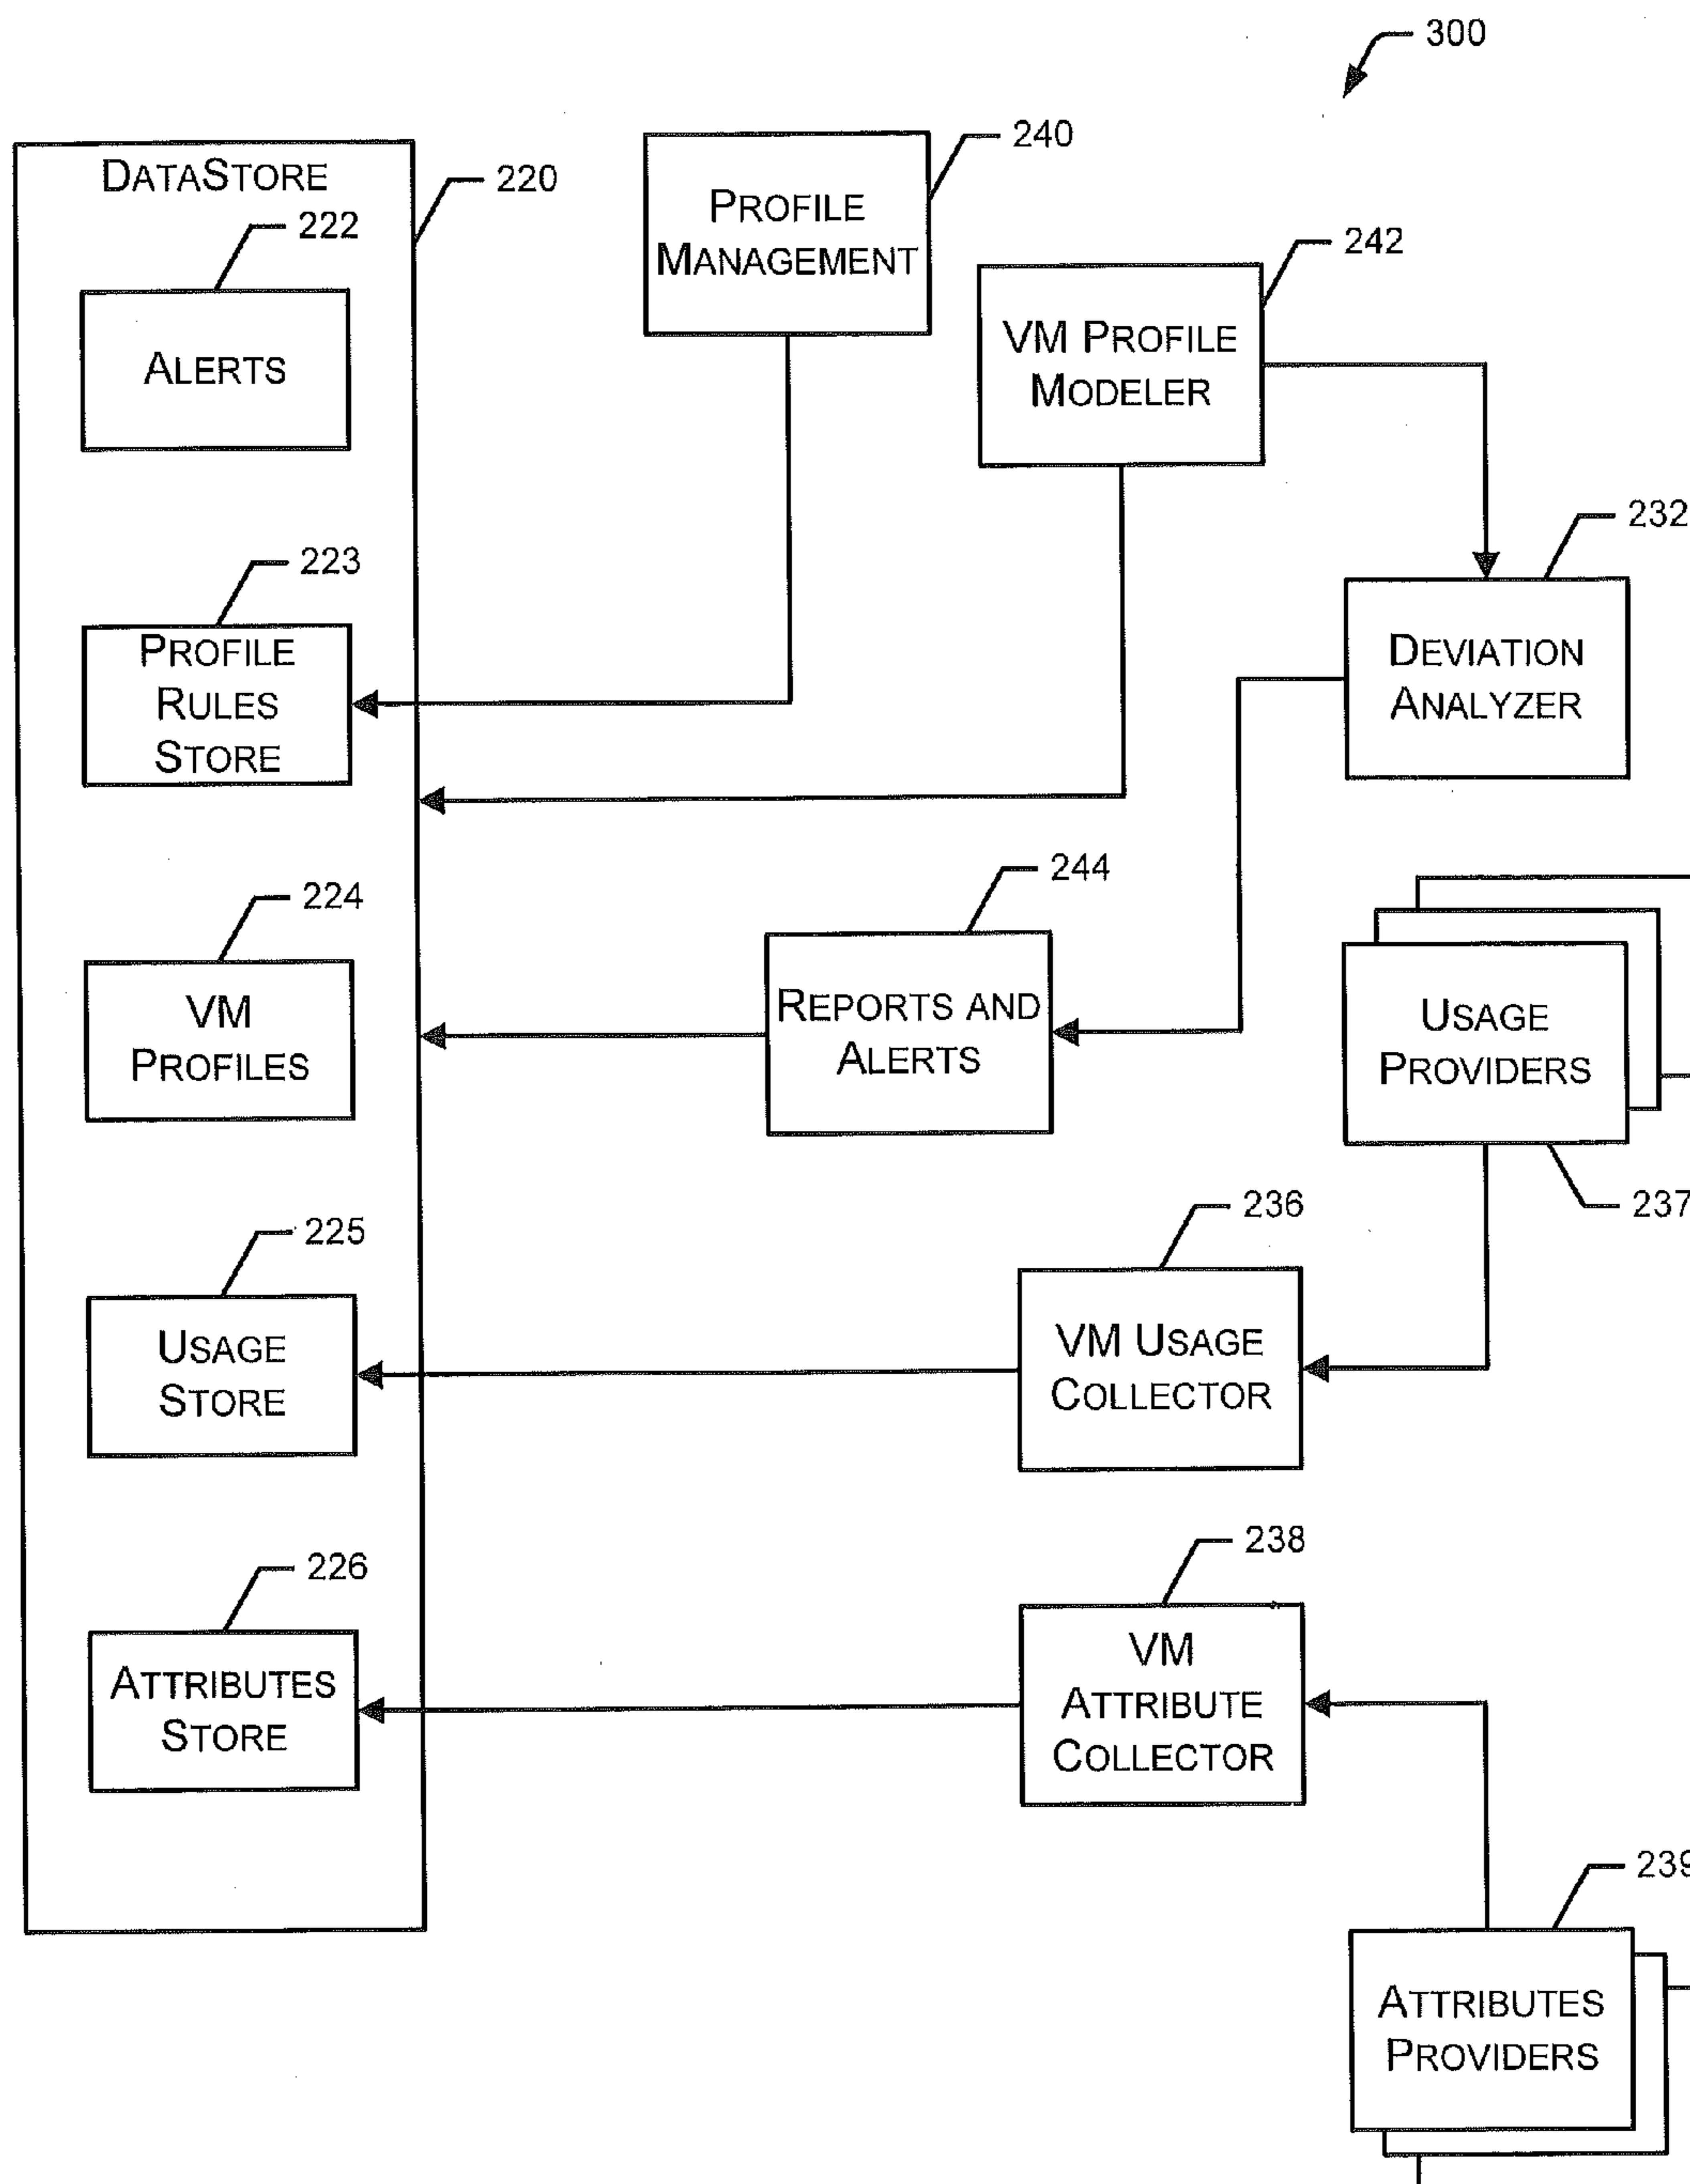 300
DATASTORE
220
222
ALERTS
223
PROFILE
RULES
STORE
224
VM
PROFILES
225
USAGE
STORE
226
ATTRIBUTES
STORE
240
PROFILE
MANAGEMENT
242
VM PROFILE
MODELER
232
DEVIATION
ANALYZER
244
REPORTS AND
ALERTS
USAGE
PROVIDERS
237
236
VM USAGE
COLLECTOR
238
VM
ATTRIBUTE
COLLECTOR
239
ATTRIBUTES
PROVIDERS